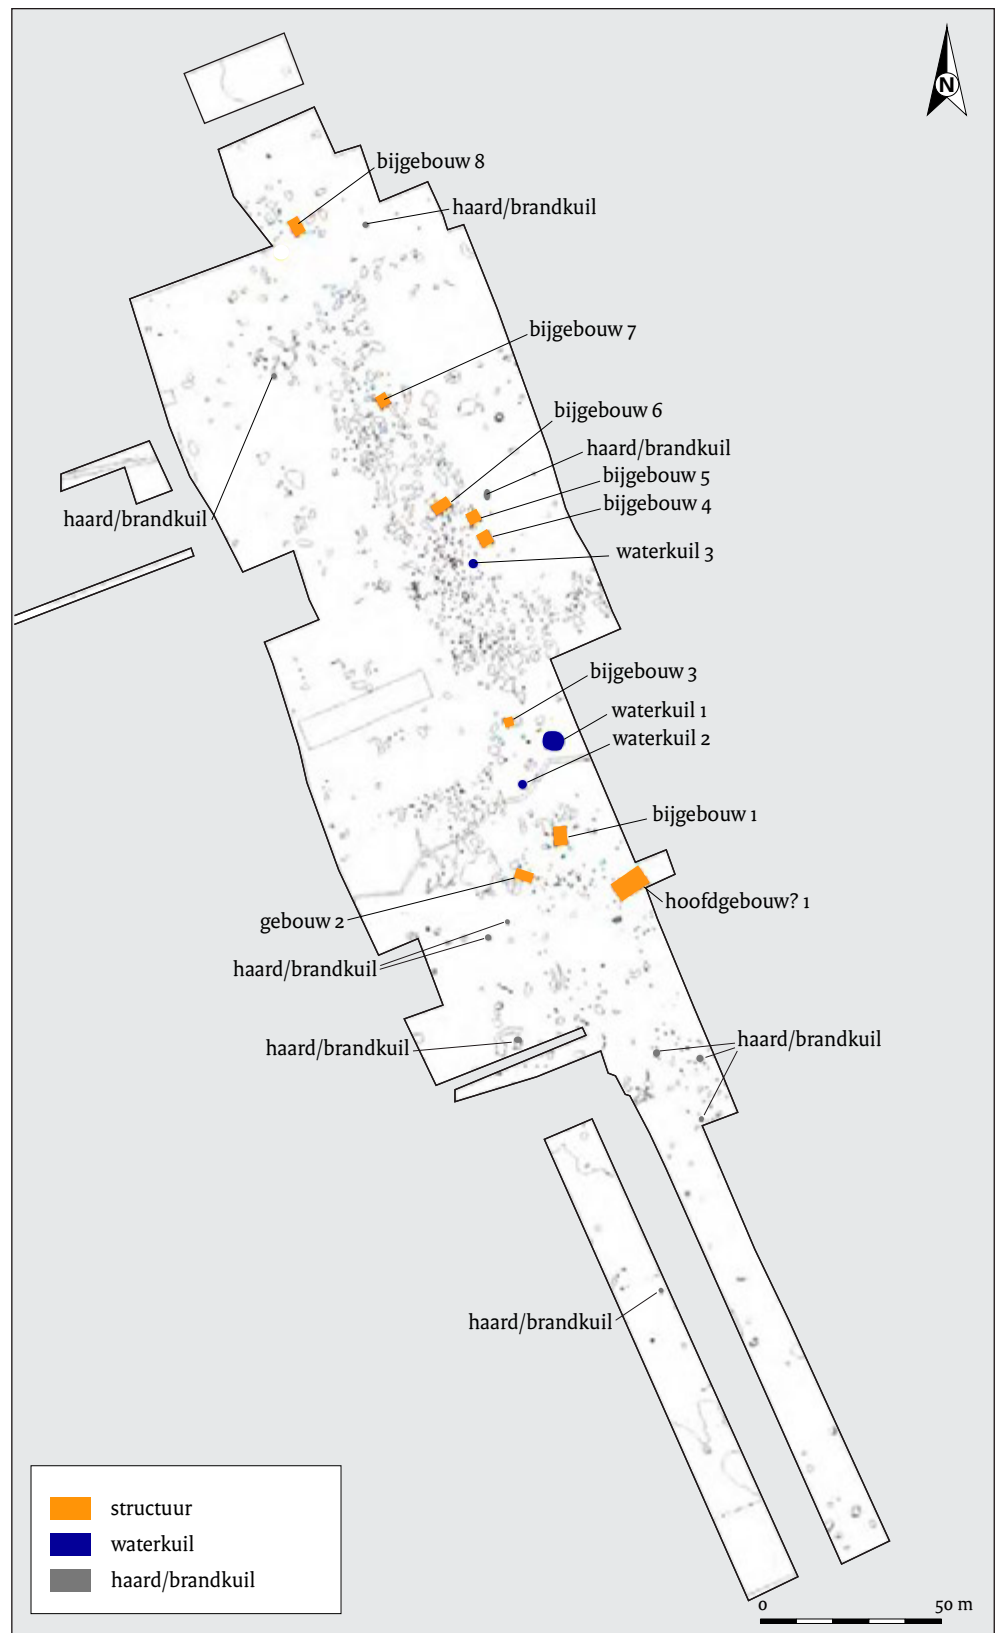 N
bijgebouw 8
haard/brandkuil
bijgebouw 7
bijgebouw 6
haard/brandkuil
bijgebouw 5
bijgebouw 4
haard/brandkuil
waterkuil 3
bijgebouw 3
waterkuil 1
waterkuil 2
bijgebouw 1
hoofdgebouw? 1
gebouw 2
haard/brandkuil
haard/brandkuil
haard/brandkuil
haard/brandkuil
structuur
waterkuil
haard/brandkuil
0 50 m